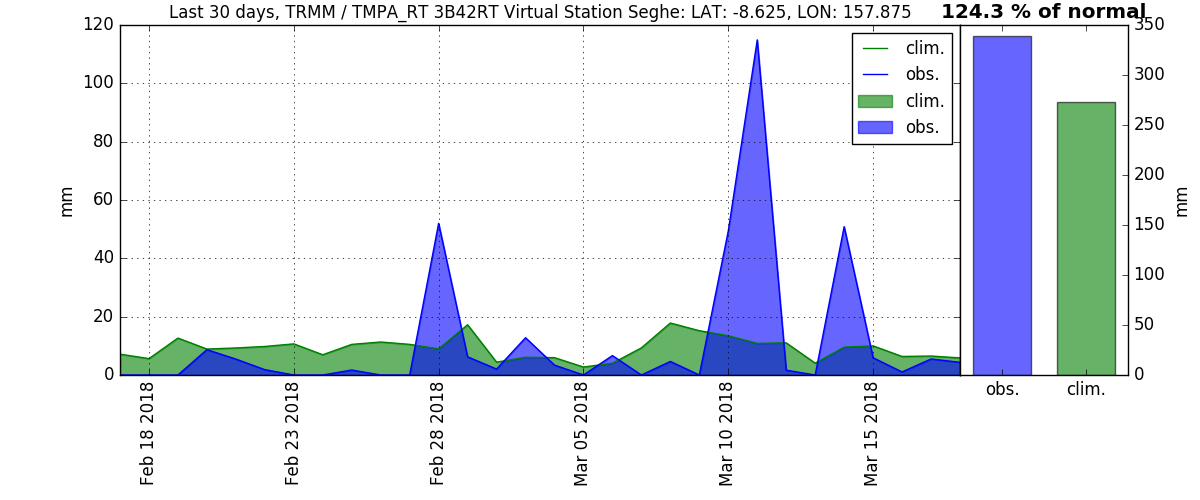 Last 30 days, TRMM / TMPA_RT 3B42RT Virtual Station Seghe: LAT: -8.625, LON: 157.875
124.3 % of normal
120
100
80
60
40
20
0
mm
clim.
obs.
clim.
obs.
350
300
250
200
150
100
50
0
mm
obs.
clim.
Feb 18 2018
Feb 23 2018
Feb 28 2018
Mar 05 2018
Mar 10 2018
Mar 15 2018